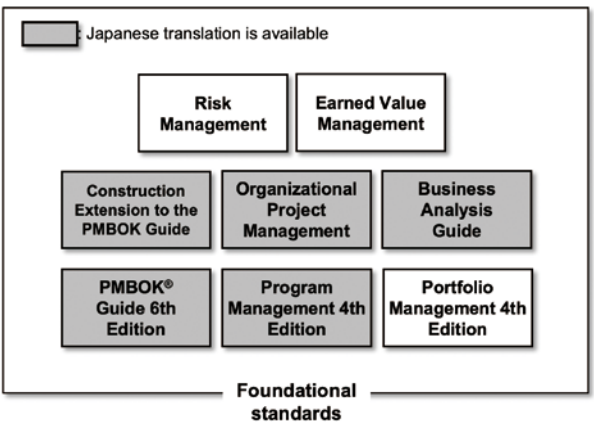 : Japanese translation is available
Risk
Management
Earned Value
Management
Construction
Extension to the
PMBOK Guide
Organizational
Project
Management
Business
Analysis
Guide
PMBOK®
Guide 6th
Edition
Program
Management 4th
Edition
Portfolio
Management 4th
Edition
Foundational
standards